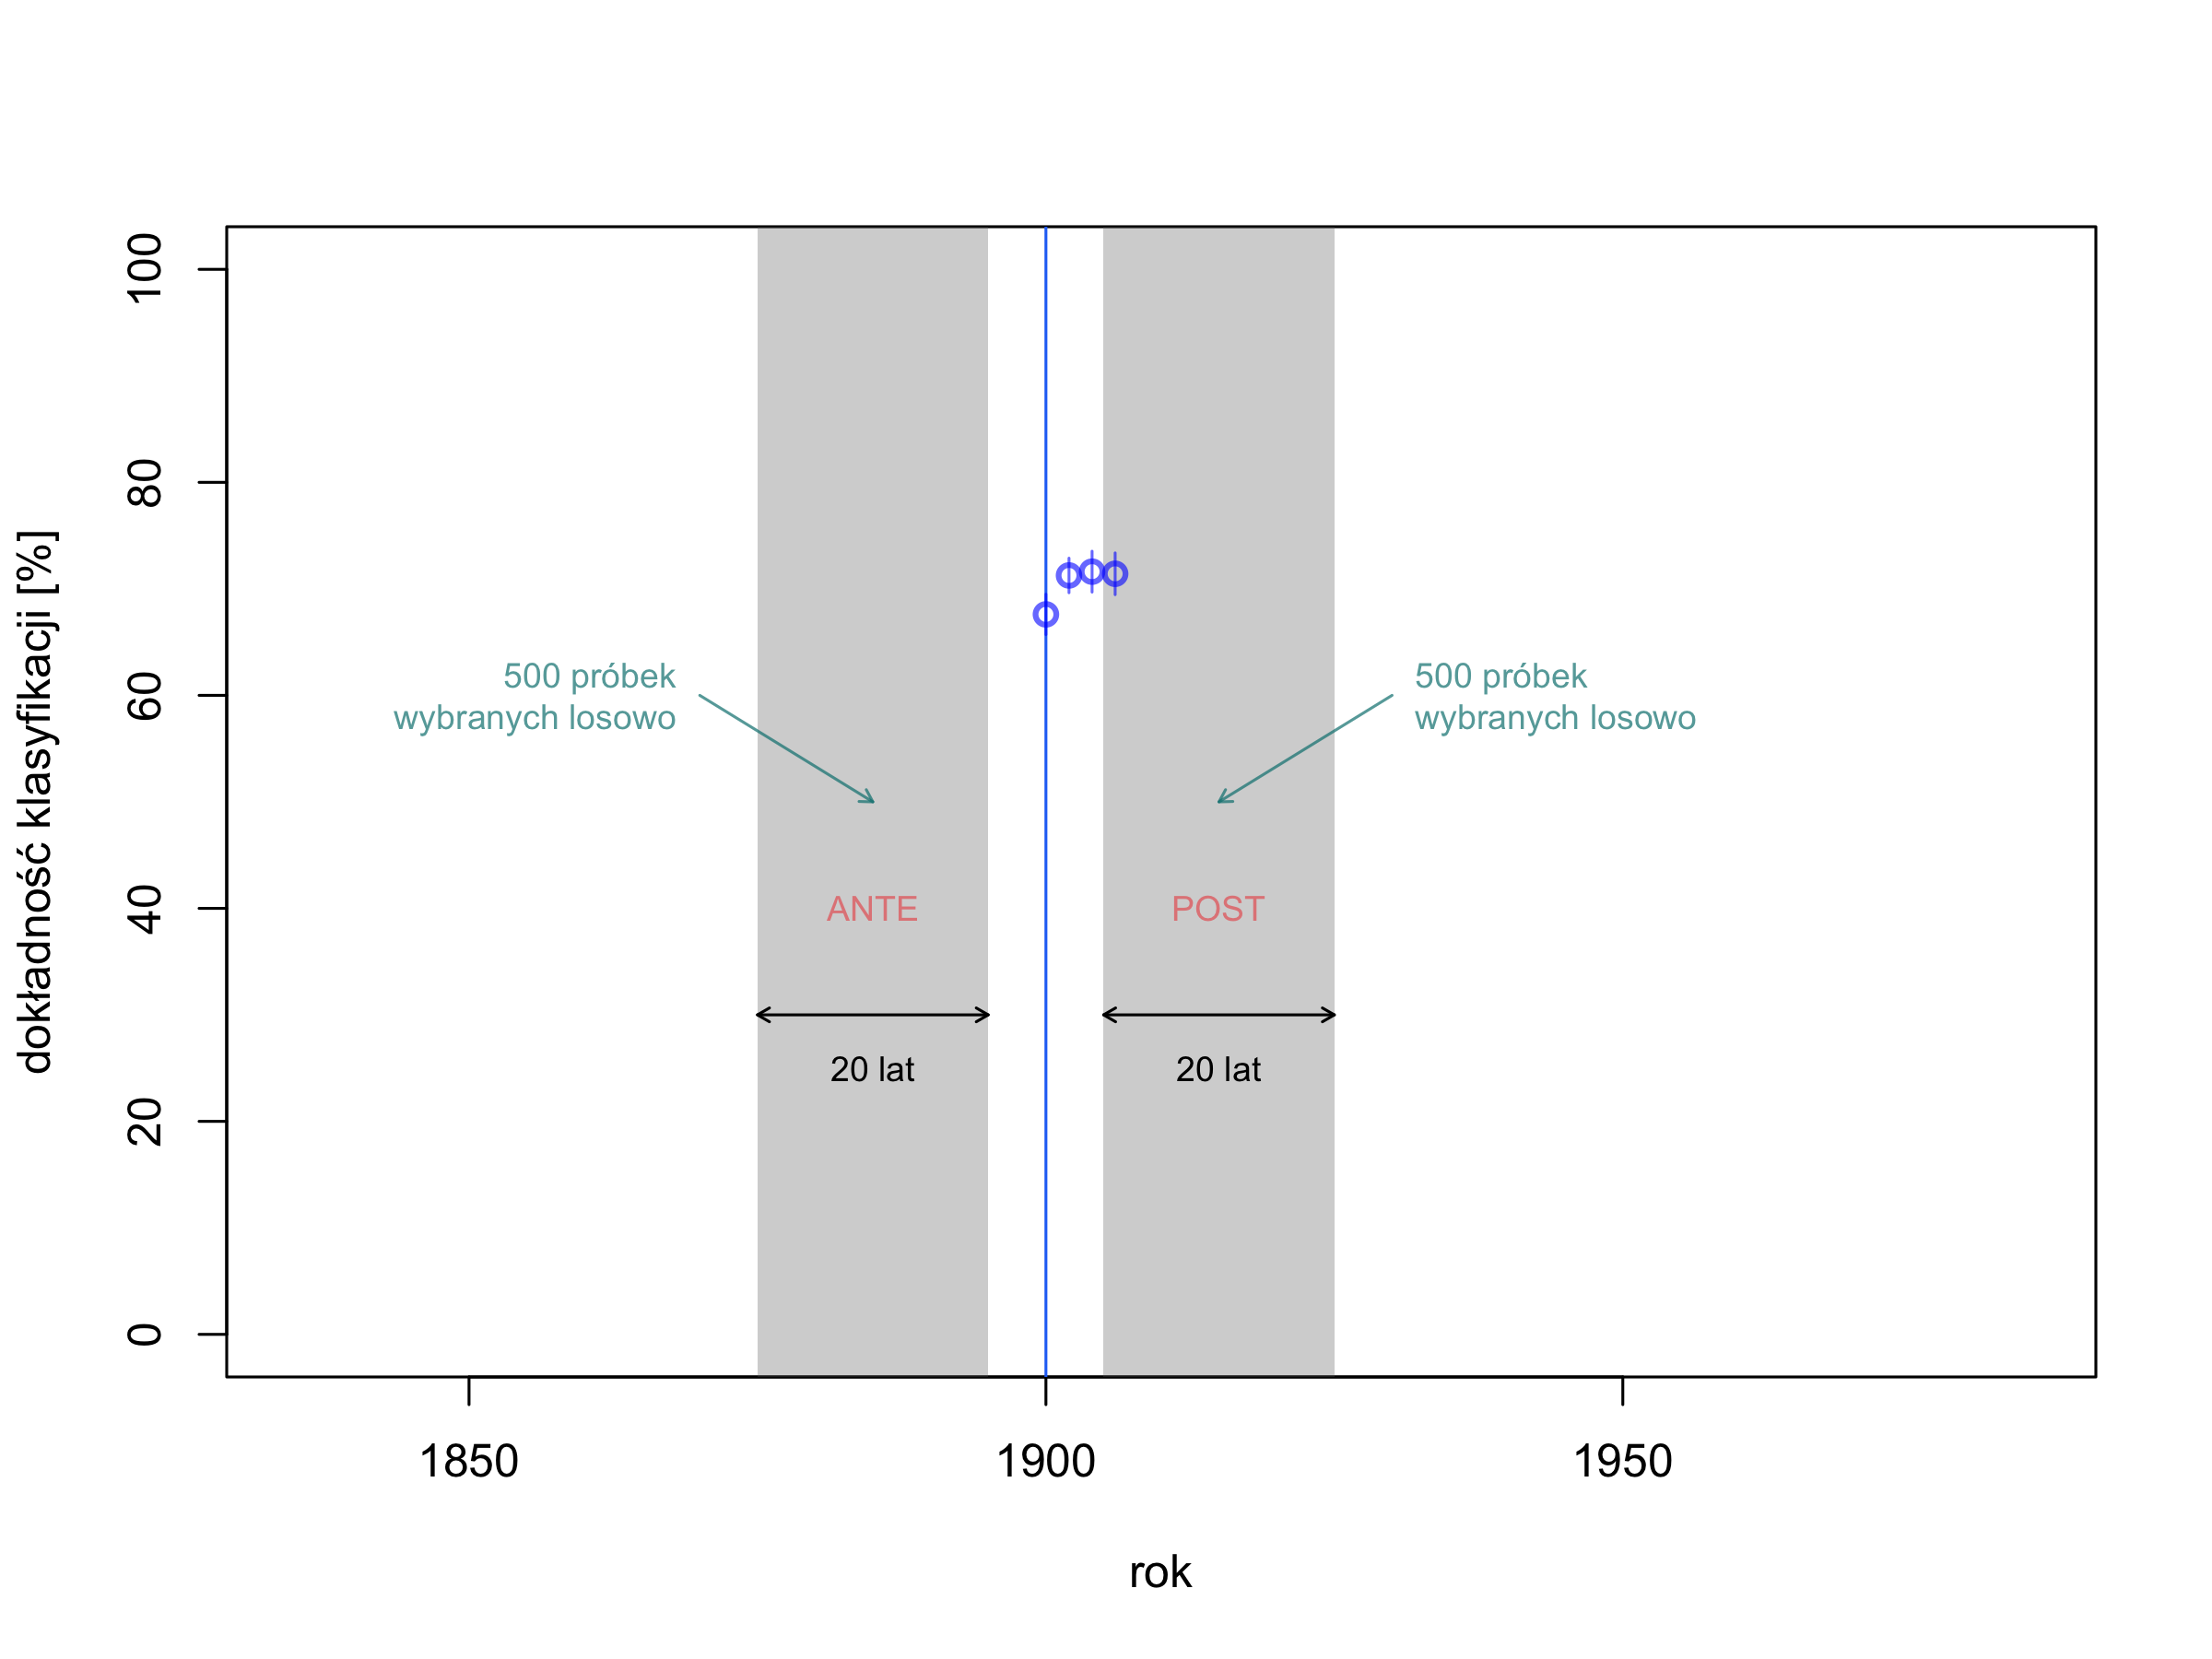 dokładność klasyfikacji [%]
100
80
60
40
20
0
500 próbek
wybranych losowo
500 próbek
wybranych losowo
ANTE
POST
20 lat
20 lat
1850
1900
1950
rok